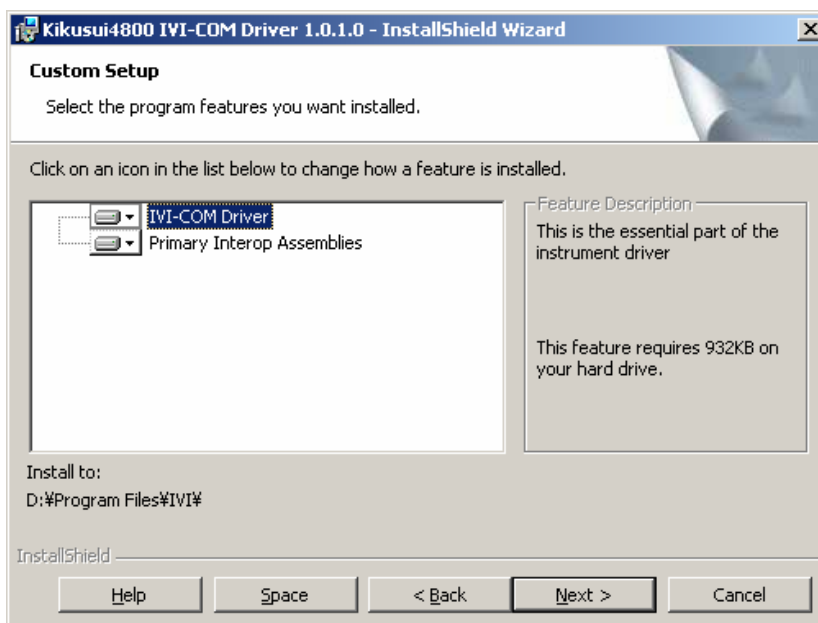 Kikusui4800 IVI-COM Driver 1.0.1.0 - InstallShield Wizard
Custom Setup
Select the program features you want installed.
Click on an icon in the list below to change how a feature is installed.
IVI-COM Driver
Primary Interop Assemblies
Feature Description
This is the essential part of the
instrument driver
This feature requires 932KB on
your hard drive.
Install to:
D:¥Program Files¥IVI¥
InstallShield
Help
Space
< Back
Next >
Cancel